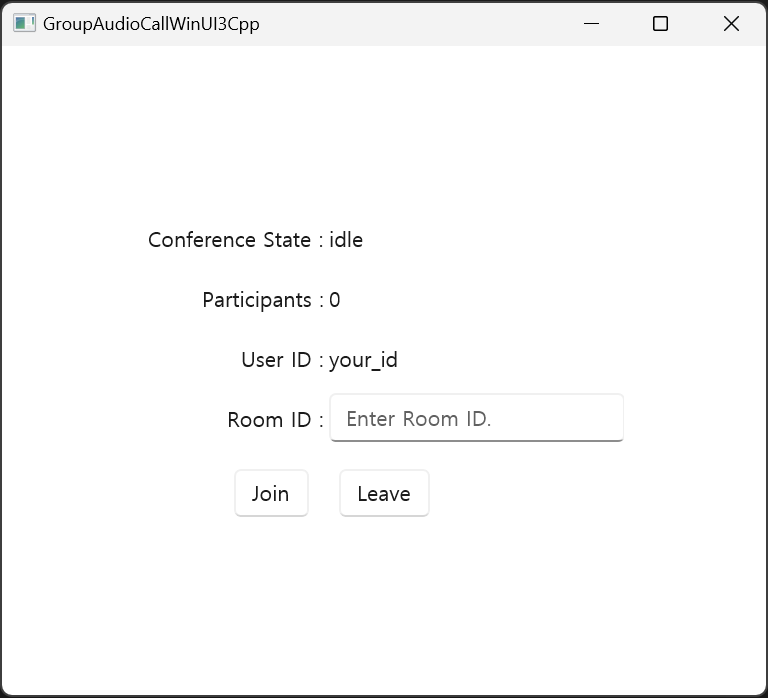 GroupAudioCallWinUI3Cpp
Conference State : idle
Participants : 0
User ID : your_id
Room ID : Enter Room ID.
Join Leave